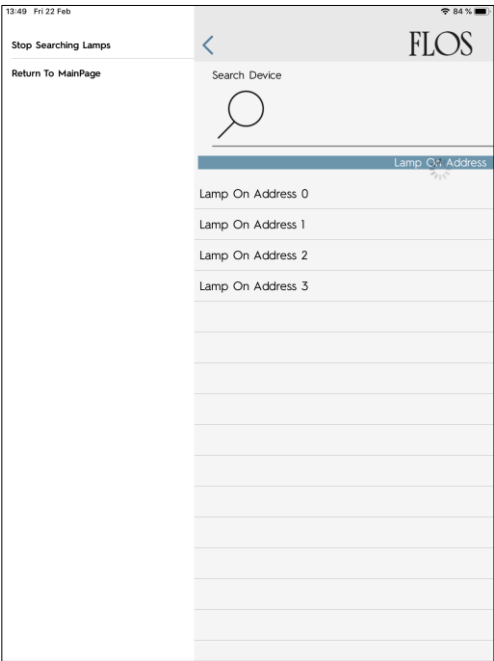 13:49 Fri 22 Feb
84 %
Stop Searching Lamps
Return To MainPage
FLOS
Search Device
Lamp On Address
Lamp On Address 0
Lamp On Address 1
Lamp On Address 2
Lamp On Address 3